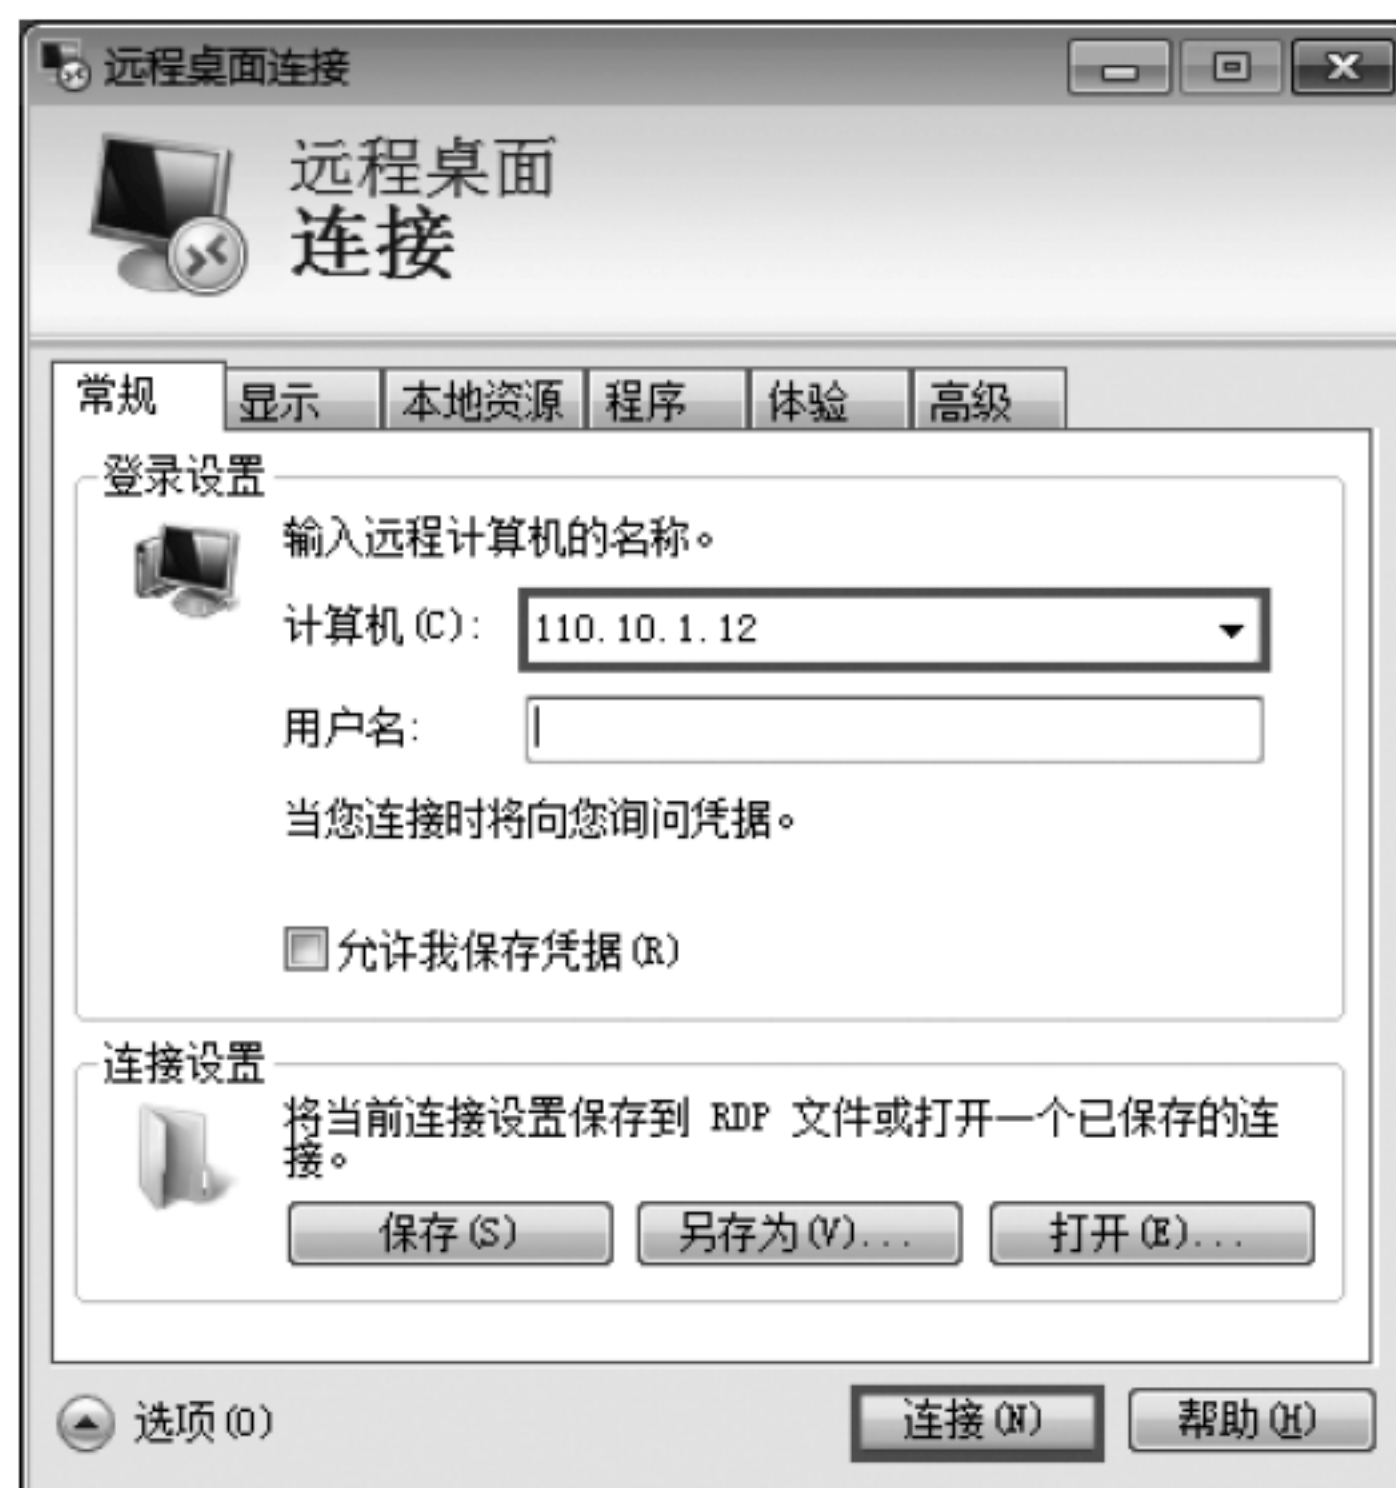 远程桌面连接
远程桌面
连接
常规 显示 本地资源 程序 体验 高级
登录设置
输入远程计算机的名称。
计算机(C): 110.10.1.12
用户名:
当您连接时将向您询问凭据。
允许我保存凭据(R)
连接设置
将当前连接设置保存到 RDP 文件或打开一个已保存的连
接。
保存(S) 另存为(V)... 打开(E)...
选项(O) 连接(N) 帮助(H)